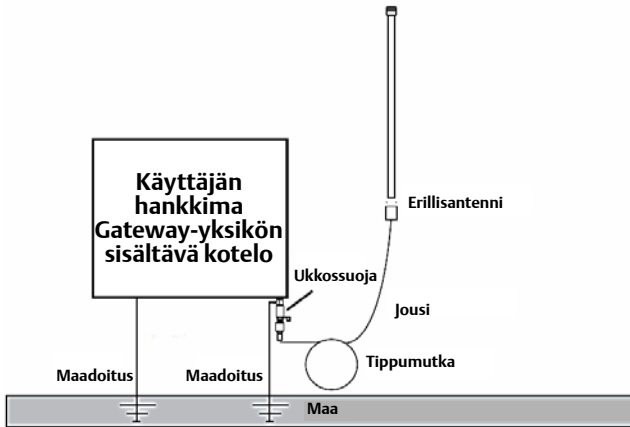 Käyttäjän
hankkima
Gateway-yksikön
sisältävä kotelo
Erillisantenni
Ukkossuoja
Jousi
Tippumutka
Maadoitus
Maadoitus
Maa